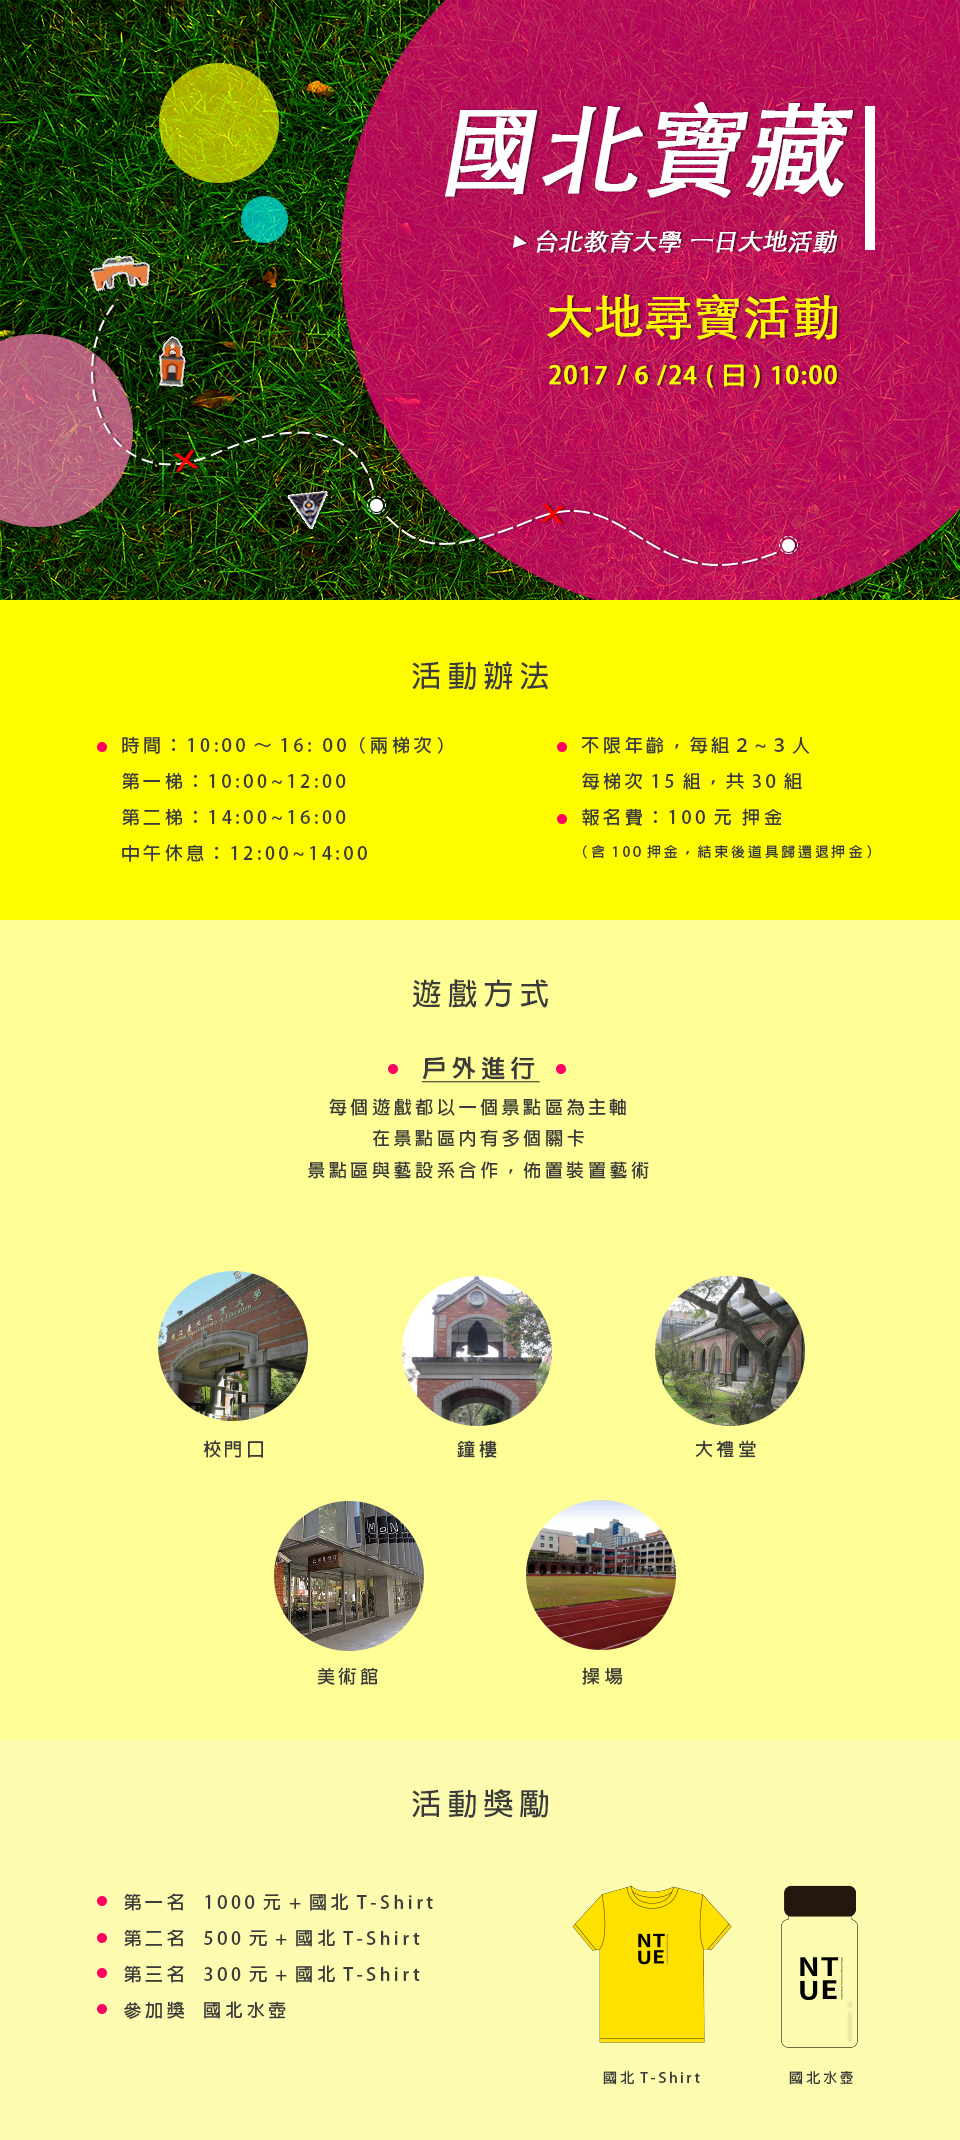 國北寶藏
台北教育大學 一日大地活動
大地尋寶活動
2017 / 6 /24 ( 日 ) 10:00
活動辦法
時間：10:00 ～ 16: 00（兩梯次）
第一梯：10:00~12:00
第二梯：14:00~16:00
中午休息：12:00~14:00
不限年齡，每組 2 ~ 3 人
每梯次 15 組，共 30 組
報名費：100 元 押金
（含 100 押金，結束後道具歸還退押金）
遊戲方式
戶外進行
每個遊戲都以一個景點區為主軸
在景點區內有多個關卡
景點區與藝設系合作，佈置裝置藝術
校門口
鐘樓
大禮堂
美術館
操場
活動獎勵
第一名 1000 元 + 國北 T-Shirt
第二名 500 元 + 國北 T-Shirt
第三名 300 元 + 國北 T-Shirt
參加獎 國北水壺
NT
UE
NT
UE
國北 T-Shirt
國北水壺